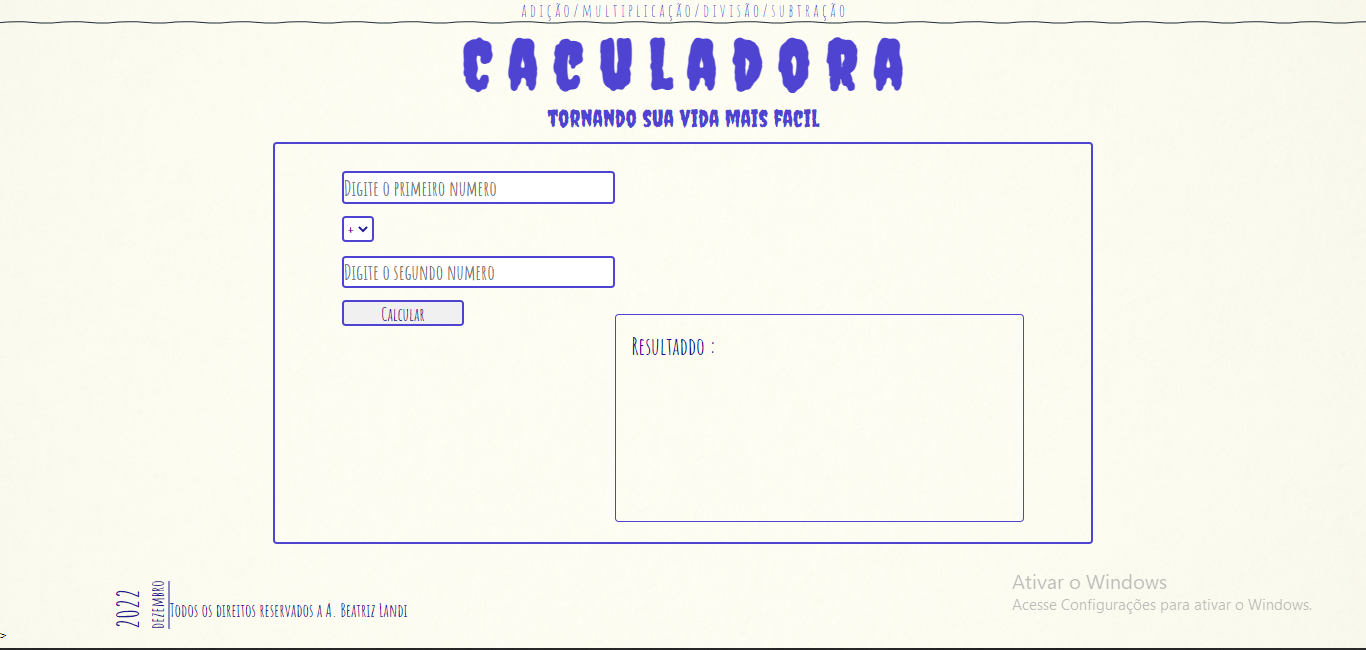 ADIÇÃO/MULTIPLICAÇÃO/DIVISÃO/SUBTRAÇÃO
CACULADORA
TORNANDO SUA VIDA MAIS FACIL
Digite o primeiro numero
+
Digite o segundo numero
Calcular
Resultaddo :
2022
dezembro
Todos os direitos reservados a A. Beatriz Landi
Ativar o Windows
Acesse Configurações para ativar o Windows.
>